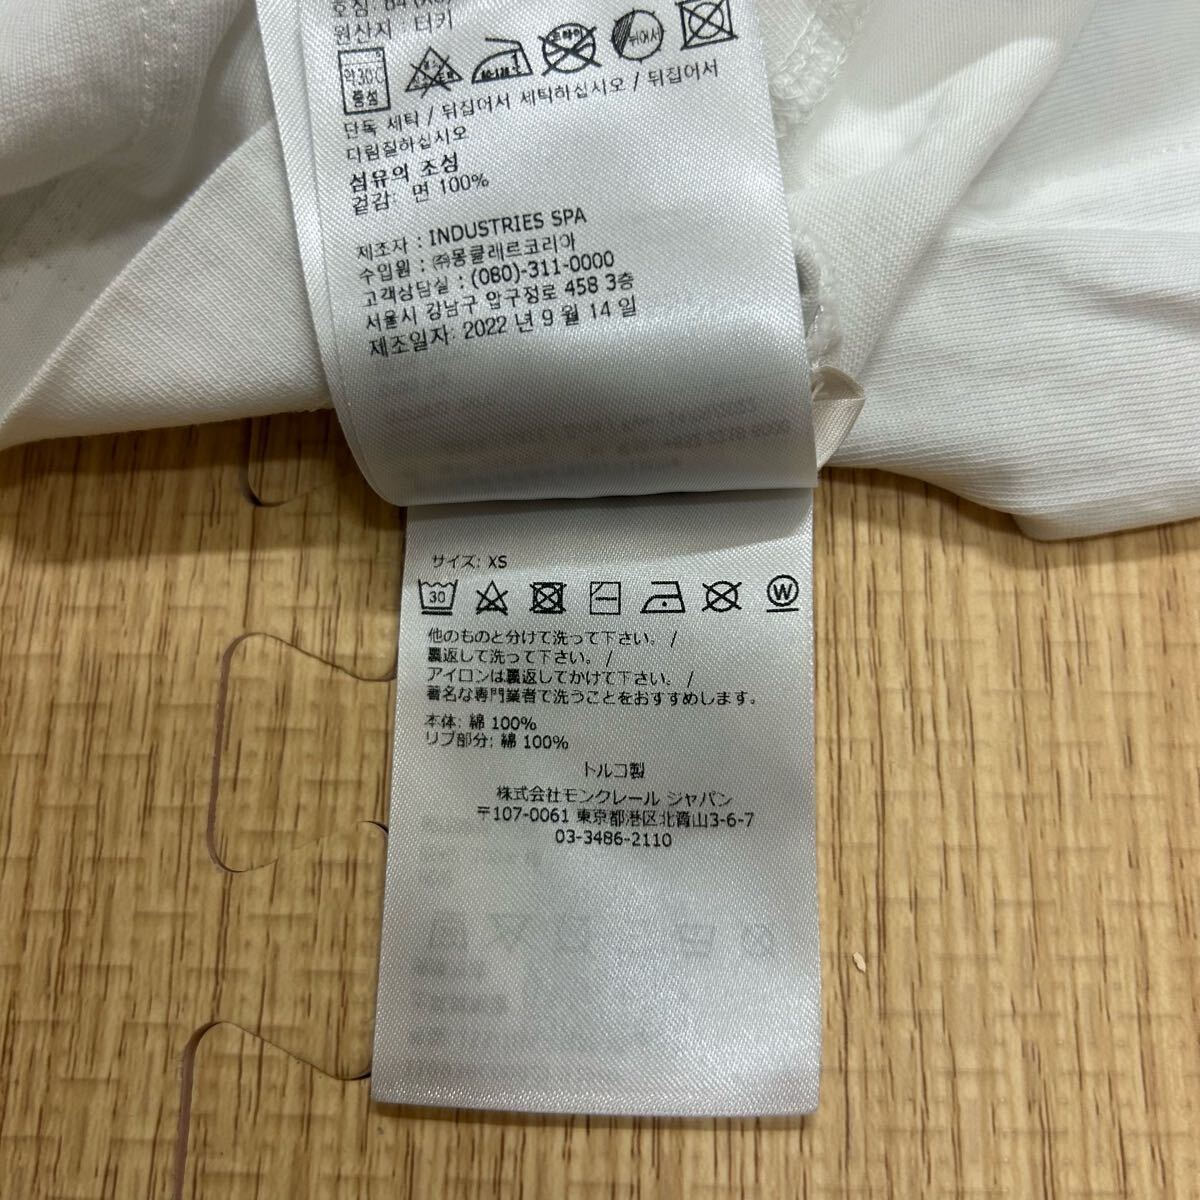 원산지 : 터키
약30℃
중성
단독 세탁 / 뒤집어서 세탁하십시오 / 뒤집어서
다림질하십시오
섬유의 조성
겉감: 면 100%
제조자 : INDUSTRIES SPA
수입원 : ㈜몽클레르코리아
고객상담실 : (080)-311-0000
서울시 강남구 압구정로 458 3층
제조일자: 2022 년 9 월 14 일
サイズ: XS
30
W
他のものと分けて洗って下さい。 /
裏返して洗って下さい。 /
アイロンは裏返してかけて下さい。 /
著名な専門業者で洗うことをおすすめします。
本体: 綿 100%
リブ部分: 綿 100%
トルコ製
株式会社モンクレール ジャパン
〒107-0061 東京都港区北青山3-6-7
03-3486-2110